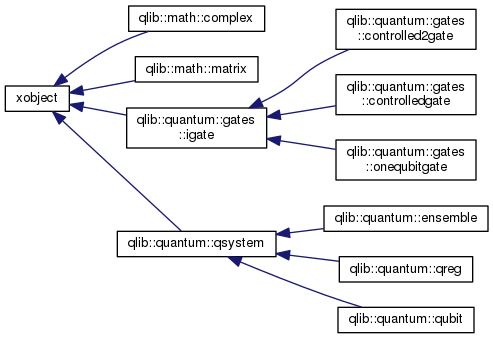 qlib::math::complex
qlib::math::matrix
xobject
qlib::quantum::gates
::igate
qlib::quantum::gates
::controlled2gate
qlib::quantum::gates
::controlledgate
qlib::quantum::gates
::onequbitgate
qlib::quantum::qsystem
qlib::quantum::ensemble
qlib::quantum::qreg
qlib::quantum::qubit